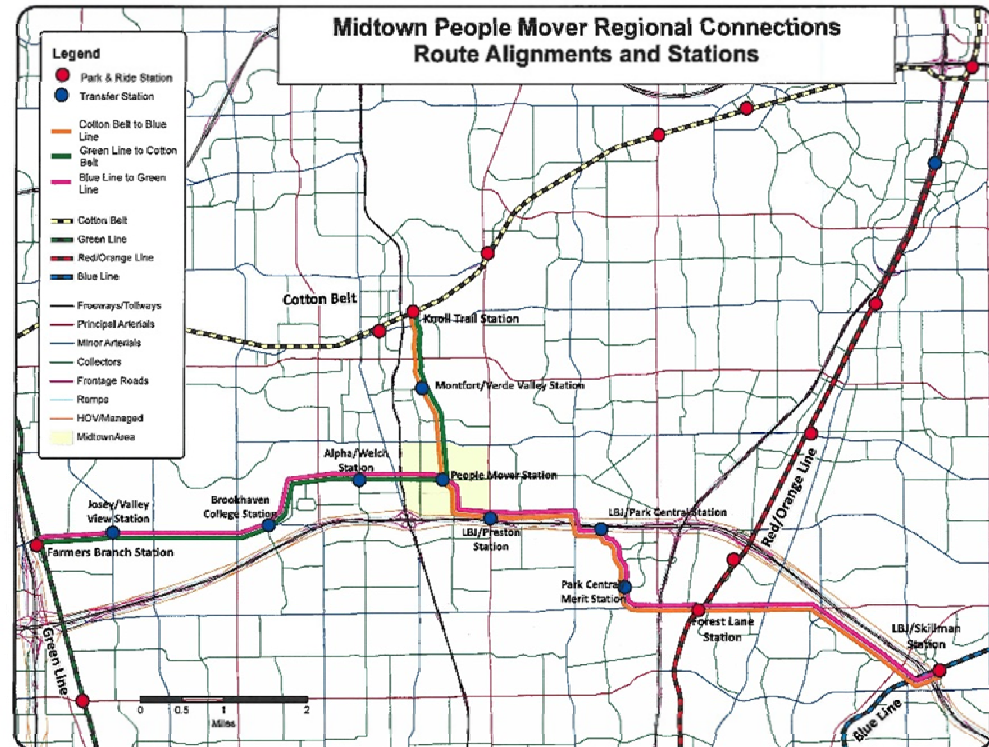 Midtown People Mover Regional Connections
Route Alignments and Stations
Legend
Park & Ride Station
Transfer Station
Cotton Belt to Blue
Line
Green Line to Cotton
Belt
Blue Line to Green
Line
Cotton Belt
Green Line
Red/Orange Line
Blue Line
Freeways/Tollways
Principal Arterials
Minor Arterials
Collectors
Frontage Roads
Ramps
HOV/Managed
MidtownArea
Cotton Belt
Knoll Trail Station
Montfort/Verde Valley Station
Alpha/Welch
Station
People Mover Station
Josey/Valley
View Station
Brookhaven
College Station
Farmers Branch Station
LBJ/Preston
Station
LBJ/Park Central Station
Red/Orange Line
Park Central
Merit Station
Forest Lane
Station
LBJ/Skillman
Station
Green Line
Blue Line
0 0.5 1 2
Miles